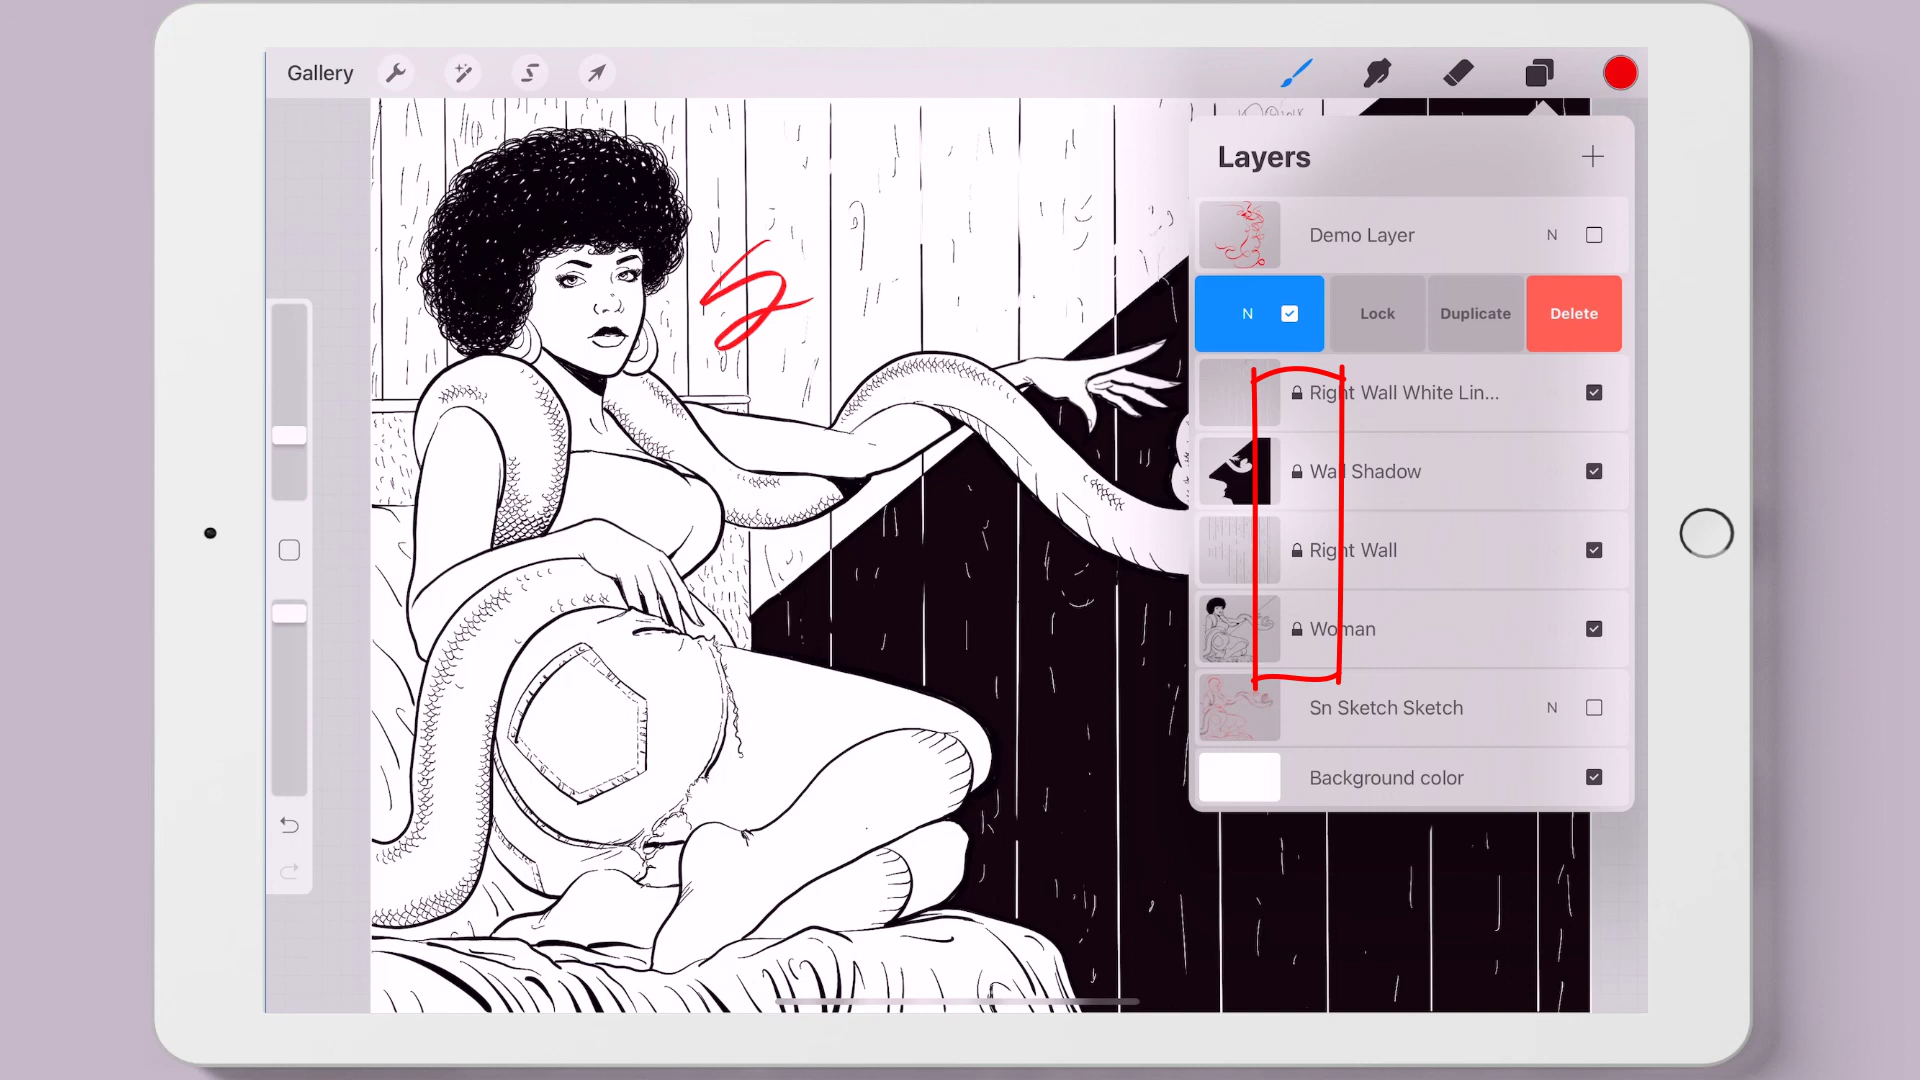 Gallery
Layers
Demo Layer N
N Lock Duplicate Delete
Right Wall White Lin...
Wall Shadow
Right Wall
Woman
Sn Sketch Sketch N
Background color